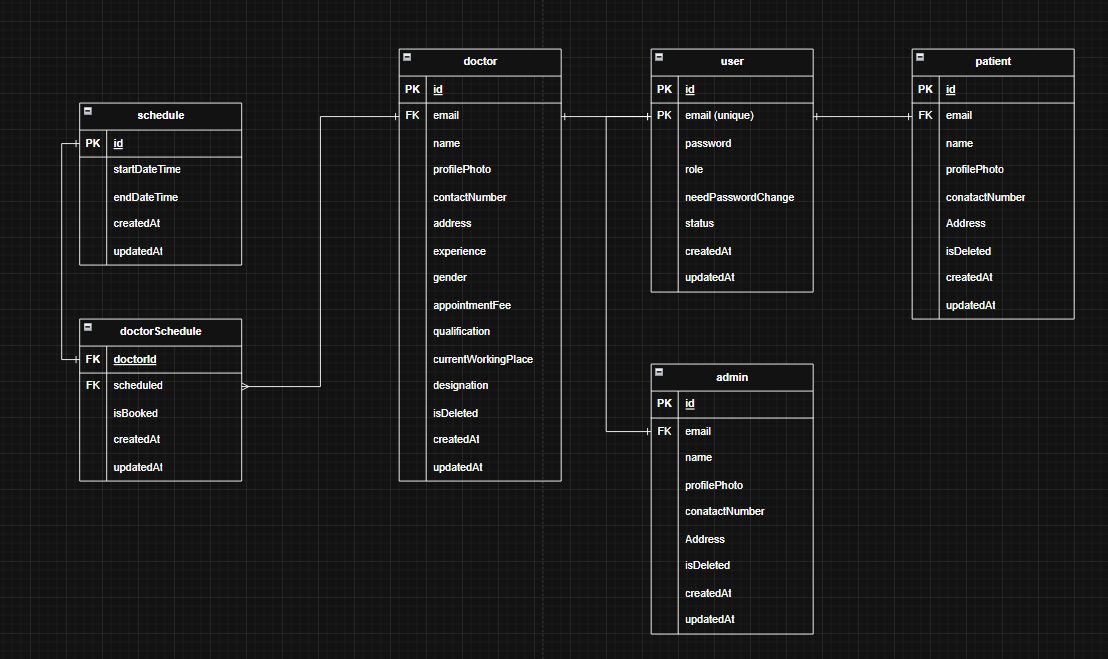 schedule
PK id
startDateTime
endDateTime
createdAt
updatedAt
doctorSchedule
FK doctorId
FK scheduled
isBooked
createdAt
updatedAt
doctor
PK id
FK email
name
profilePhoto
contactNumber
address
experience
gender
appointmentFee
qualification
currentWorkingPlace
designation
isDeleted
createdAt
updatedAt
user
PK id
PK email (unique)
password
role
needPasswordChange
status
createdAt
updatedAt
admin
PK id
FK email
name
profilePhoto
conatactNumber
Address
isDeleted
createdAt
updatedAt
patient
PK id
FK email
name
profilePhoto
conatactNumber
Address
isDeleted
createdAt
updatedAt